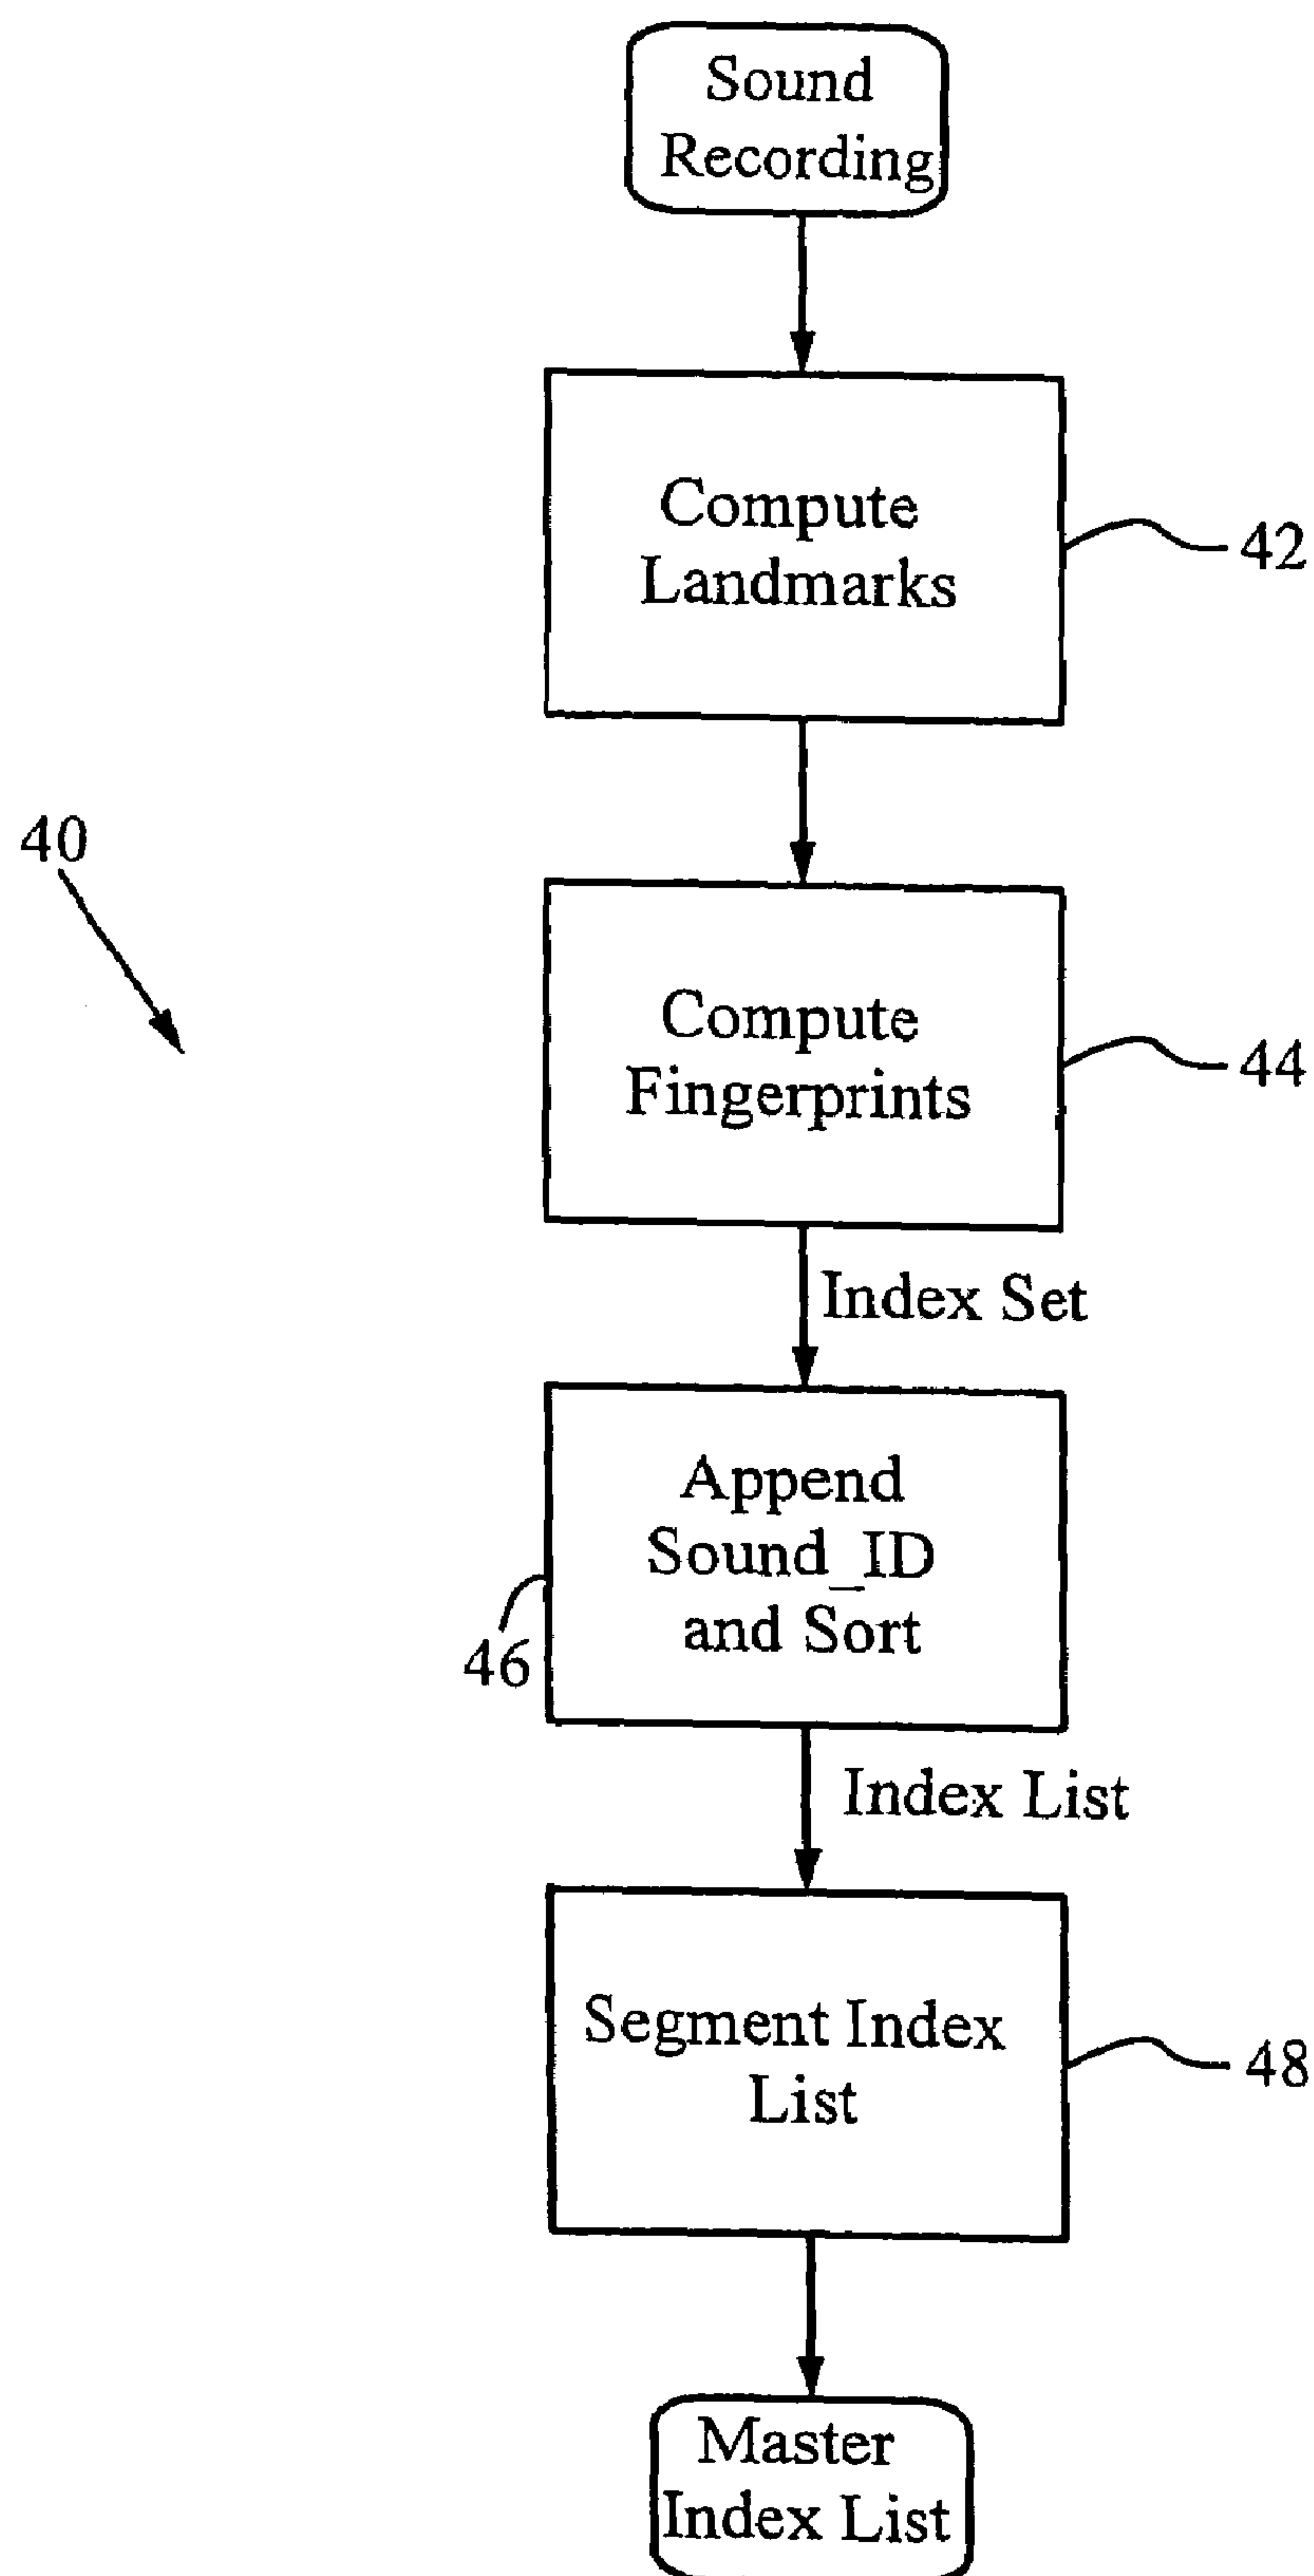 Sound
Recording
Compute
Landmarks
42
40
Compute
Fingerprints
44
Index Set
Append
Sound_ID
and Sort
46
Index List
Segment Index
List
48
Master
Index List